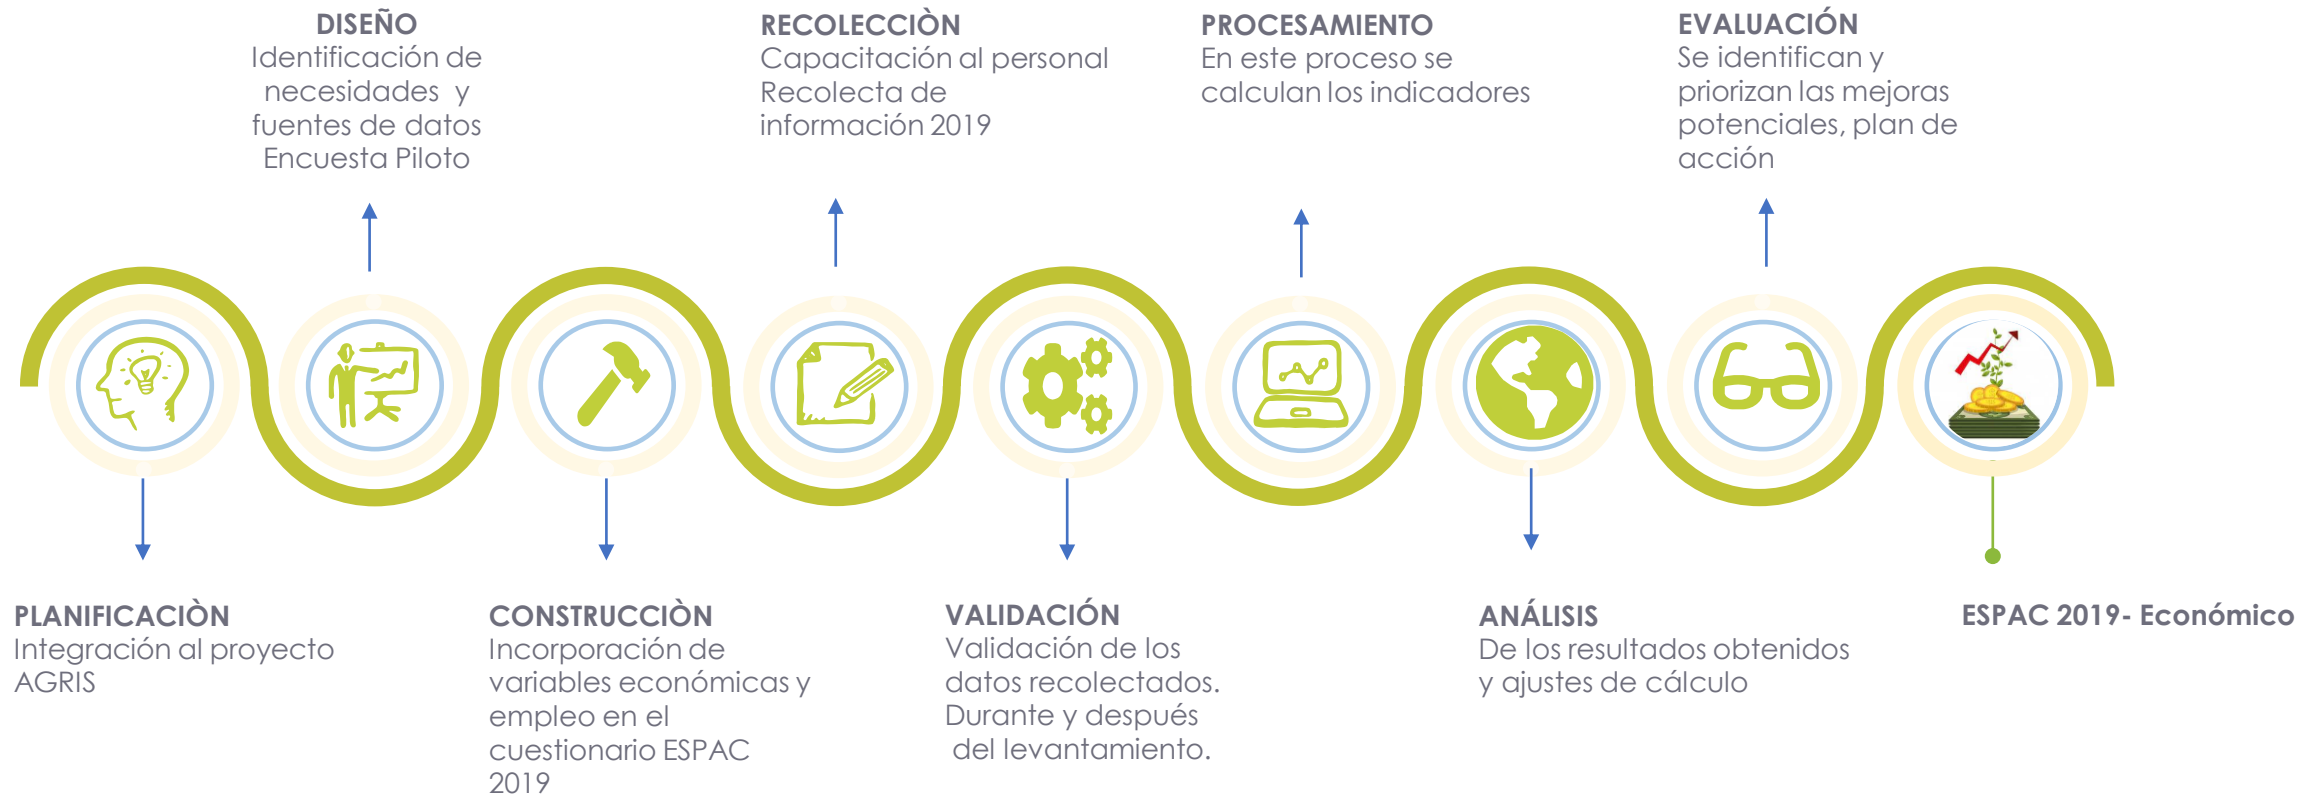 DISEÑO
Identificación de
necesidades y
fuentes de datos
Encuesta Piloto
RECOLECCIÒN
Capacitación al personal
Recolecta de
información 2019
PROCESAMIENTO
En este proceso se
calculan los indicadores
EVALUACIÓN
Se identifican y
priorizan las mejoras
potenciales, plan de
acción
PLANIFICACIÒN
Integración al proyecto
AGRIS
CONSTRUCCIÒN
Incorporación de
variables económicas y
empleo en el
cuestionario ESPAC
2019
VALIDACIÓN
Validación de los
datos recolectados.
Durante y después
del levantamiento.
ANÁLISIS
De los resultados obtenidos
y ajustes de cálculo
ESPAC 2019- Económico